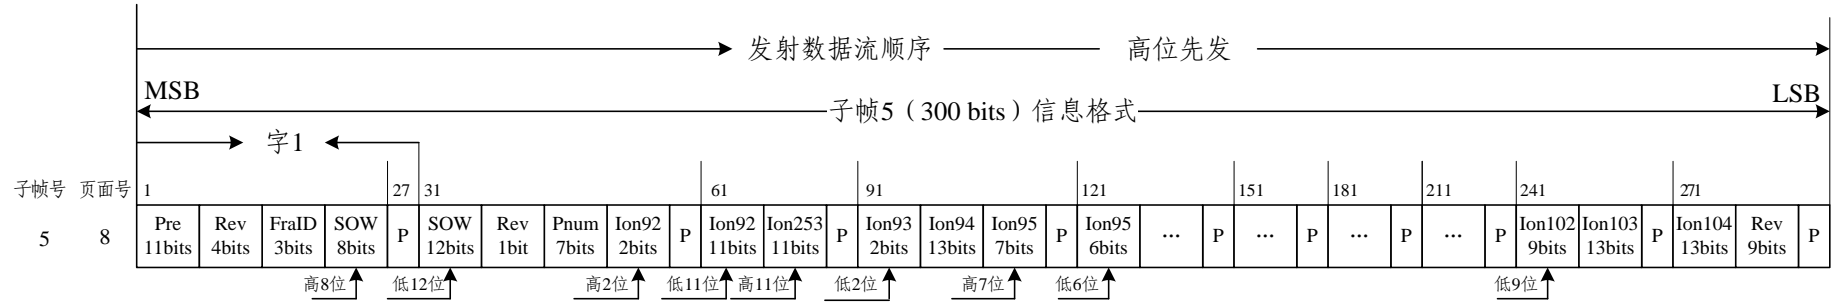 发射数据流顺序 高位先发
MSB LSB
子帧5（300 bits）信息格式
字1
子帧号 页面号 1 27 31 61 91 121 151 181 211 241 271
Pre Rev FraID SOW P SOW Rev Pnum Ion92 P Ion92 Ion253 P Ion93 Ion94 Ion95 P Ion95 ... P ... P ... P ... P Ion102 Ion103 P Ion104 Rev P
5 8 11bits 4bits 3bits 8bits 12bits 1bit 7bits 2bits 11bits 11bits 2bits 13bits 7bits 6bits 9bits 13bits 13bits 9bits
高8位 低12位 高2位 低11位 高11位 低2位 高7位 低6位 低9位